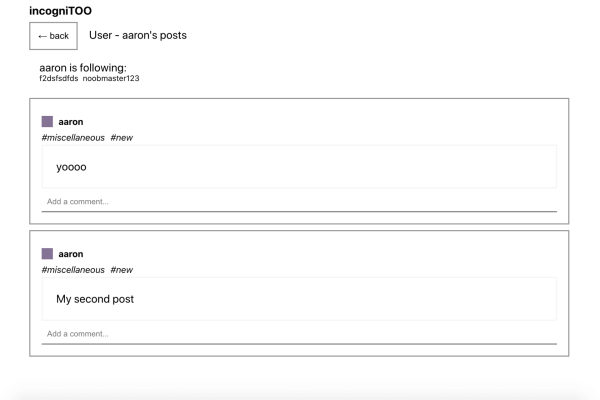 incogniTOO
← back User - aaron's posts
aaron is following:
f2dsfsdfds noobmaster123
aaron
#miscellaneous #new
yoooo
Add a comment...
aaron
#miscellaneous #new
My second post
Add a comment...